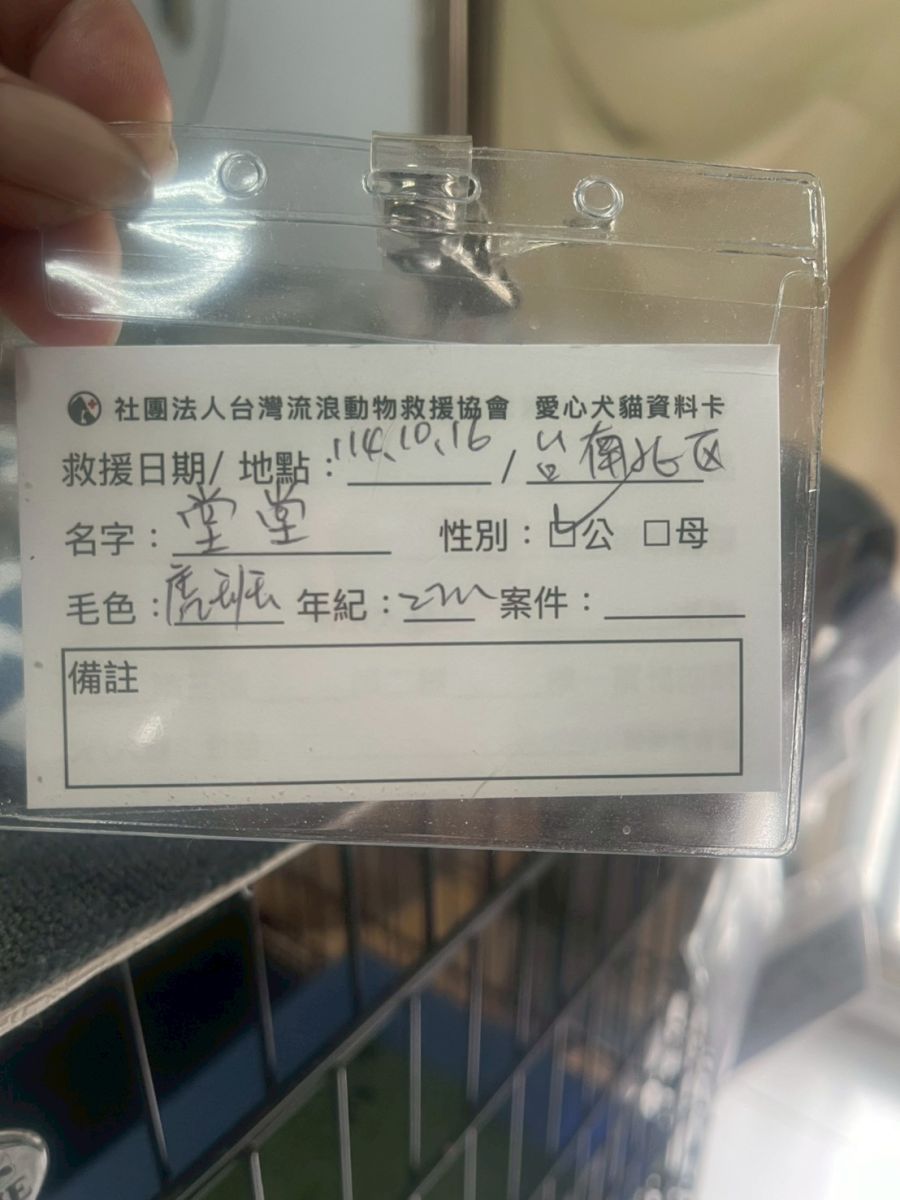 社團法人台灣流浪動物救援協會 愛心犬貓資料卡
救援日期/ 地點：114.10.16 / 台南北区
名字：堂堂 性別：☑公 □母
毛色：虎斑 年紀：2m 案件：
備註